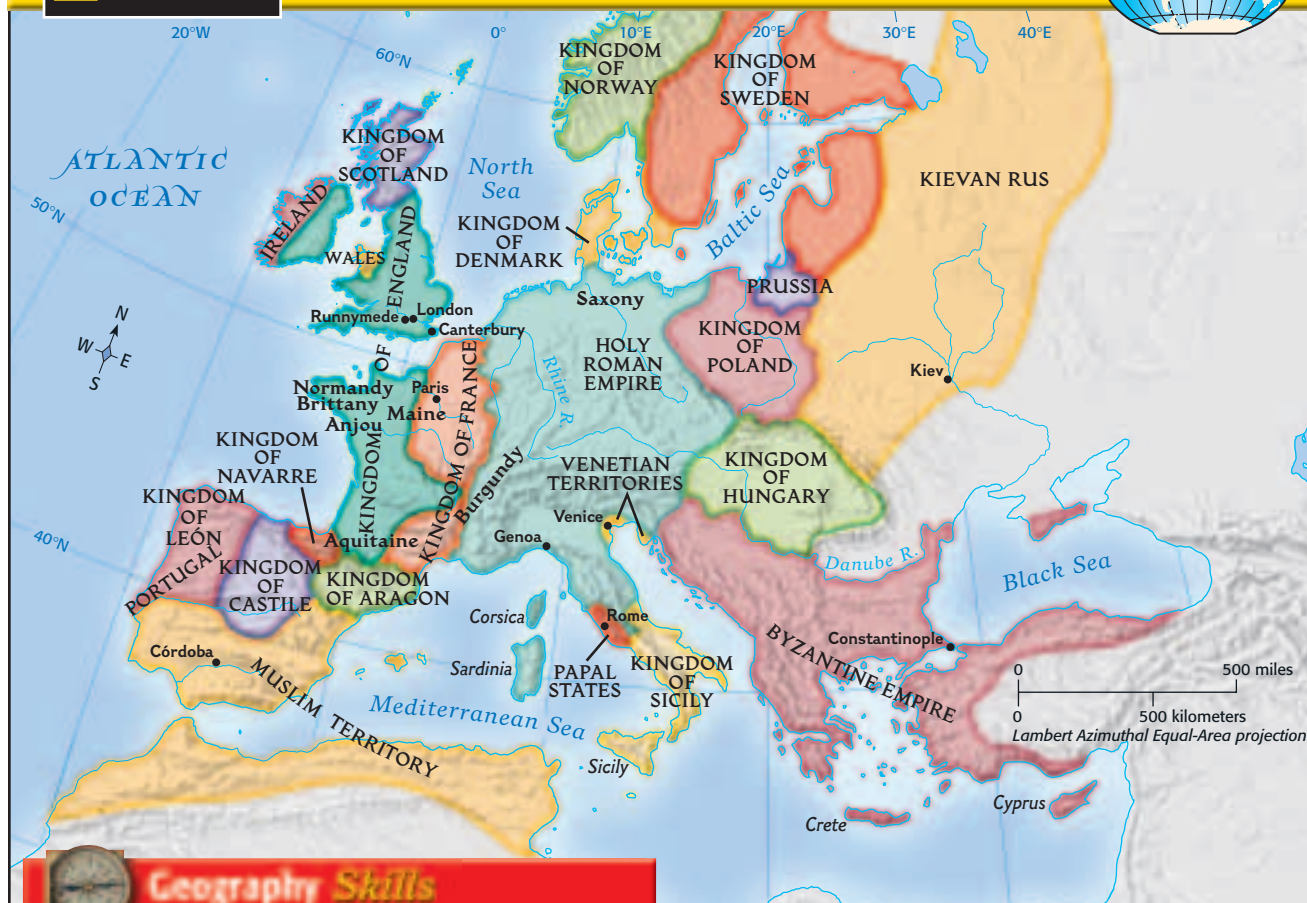 20°W
0°
10°E
20°E
30°E
40°E
60°N
50°N
40°N
ATLANTIC
OCEAN
North
Sea
Baltic Sea
KINGDOM
OF
NORWAY
KINGDOM
OF
SWEDEN
KINGDOM
OF
SCOTLAND
IRELAND
WALES
KINGDOM
OF
DENMARK
KIEVAN RUS
PRUSSIA
Saxony
KINGDOM OF ENGLAND
Runnymede
London
Canterbury
HOLY
ROMAN
EMPIRE
KINGDOM
OF
POLAND
Kiev
Rhine R.
Normandy
Brittany
Anjou
Maine
Paris
KINGDOM OF FRANCE
Burgundy
KINGDOM
OF
NAVARRE
Aquitaine
KINGDOM
OF
LEÓN
PORTUGAL
KINGDOM
OF
CASTILE
KINGDOM
OF ARAGON
VENETIAN
TERRITORIES
Venice
Genoa
KINGDOM
OF
HUNGARY
Danube R.
Black Sea
Corsica
Sardinia
Rome
PAPAL
STATES
KINGDOM
OF
SICILY
Sicily
BYZANTINE EMPIRE
Constantinople
Córdoba
MUSLIM TERRITORY
Mediterranean Sea
Crete
Cyprus
N
W
E
S
0
500 miles
0
500 kilometers
Lambert Azimuthal Equal-Area projection
Geography Skills